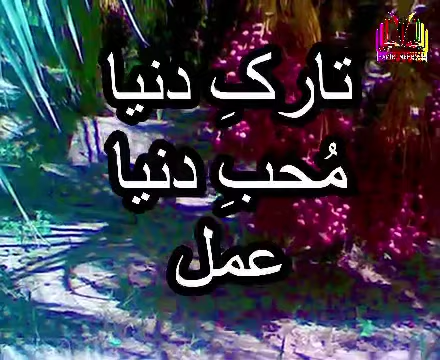 تارکِ دنیا
مُحبِ دنیا
عمل